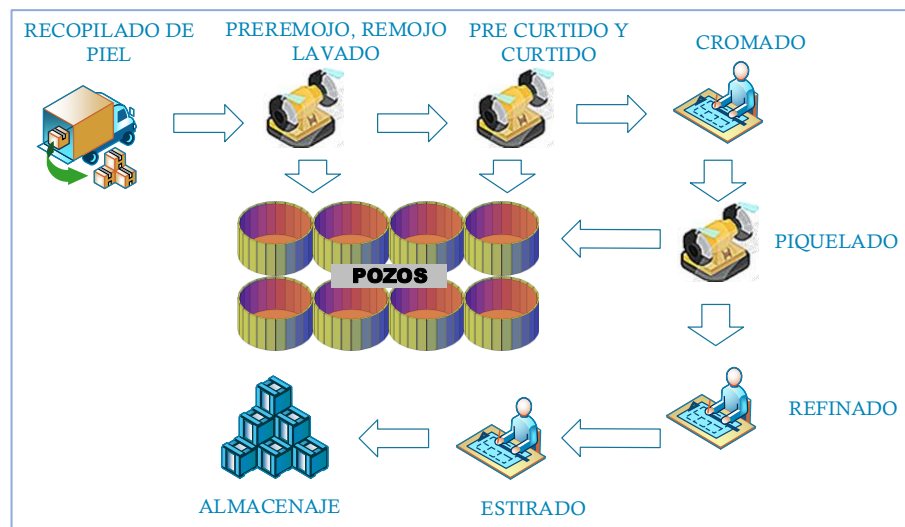 RECOPILADO DE
PIEL
PREREMOJO, REMOJO
LAVADO
PRE CURTIDO Y
CURTIDO
CROMADO
POZOS
PIQUELADO
REFINADO
ALMACENAJE
ESTIRADO